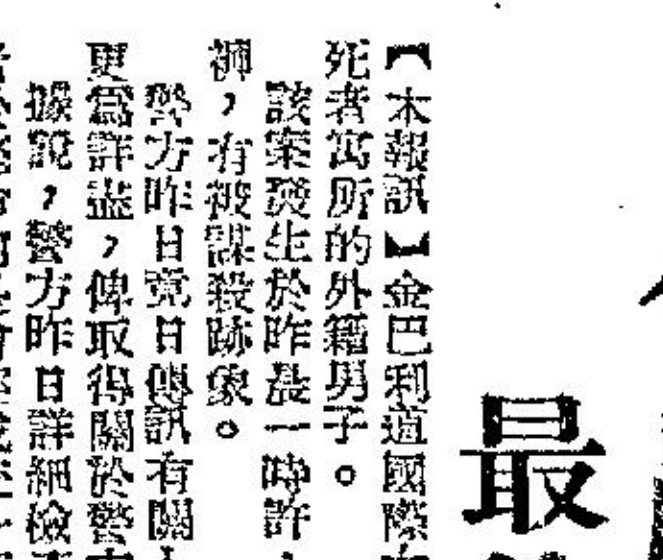 最
【本報訊】金巴利道國際
死者寓所的外籍男子。
該案發生於昨晨一時許，
褲，有被謀殺跡象。
警方昨日竟日傳訊有關
更為詳盡，俾取得關於警
據說，警方昨日詳細檢